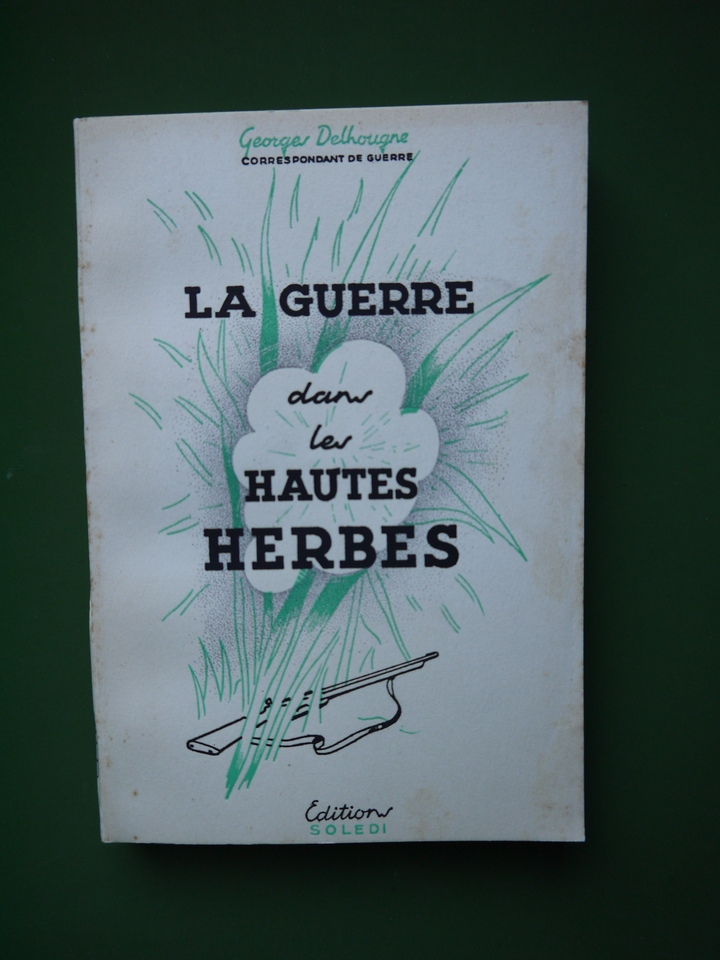 Georges Delhougne
CORRESPONDANT DE GUERRE
LA GUERRE
dans
les
HAUTES
HERBES
Editions
SOLEDI